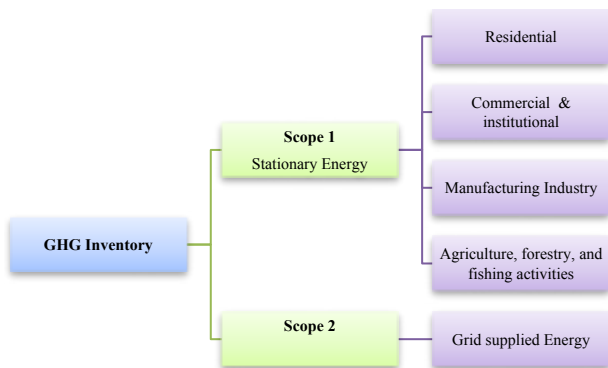 Residential
Commercial & institutional
Scope 1
Stationary Energy
Manufacturing Industry
GHG Inventory
Agriculture, forestry, and
fishing activities
Scope 2
Grid supplied Energy